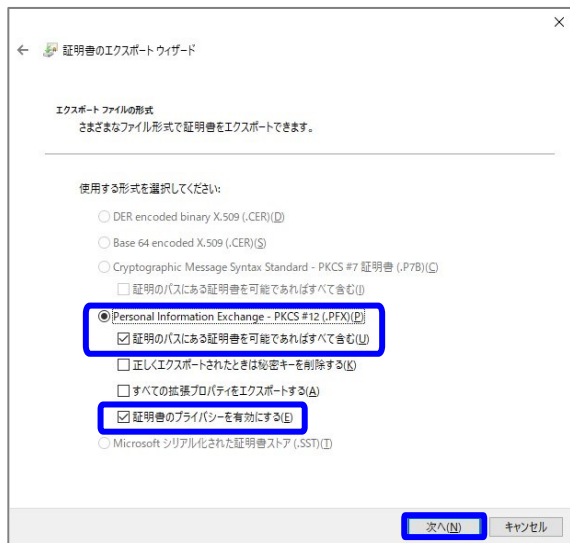 証明書のエクスポート ウィザード
エクスポート ファイルの形式
さまざまなファイル形式で証明書をエクスポートできます。
使用する形式を選択してください:
DER encoded binary X.509 (.CER)(D)
Base 64 encoded X.509 (.CER)(S)
Cryptographic Message Syntax Standard - PKCS #7 証明書 (.P7B)(C)
証明のパスにある証明書を可能であればすべて含む(I)
Personal Information Exchange - PKCS #12 (.PFX)(P)
証明のパスにある証明書を可能であればすべて含む(U)
正しくエクスポートされたときは秘密キーを削除する(K)
すべての拡張プロパティをエクスポートする(A)
証明書のプライバシーを有効にする(E)
Microsoft シリアル化された証明書ストア (.SST)(T)
次へ(N) キャンセル